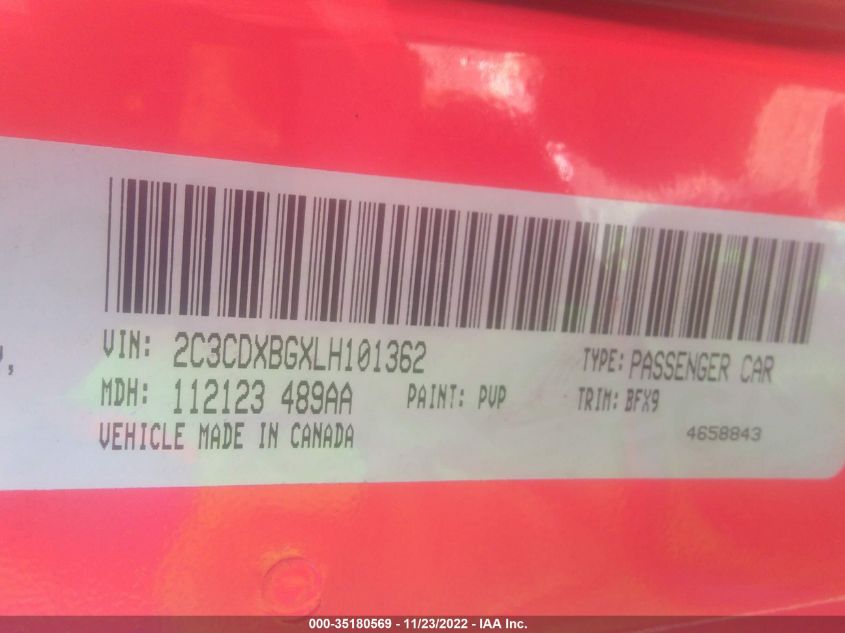 VIN: 2C3CDXBGXLH101362 TYPE: PASSENGER CAR
MDH: 112123 489AA PAINT: PVP TRIM: BFX9
VEHICLE MADE IN CANADA 4658843
000-35180569 - 11/23/2022 - IAA Inc.